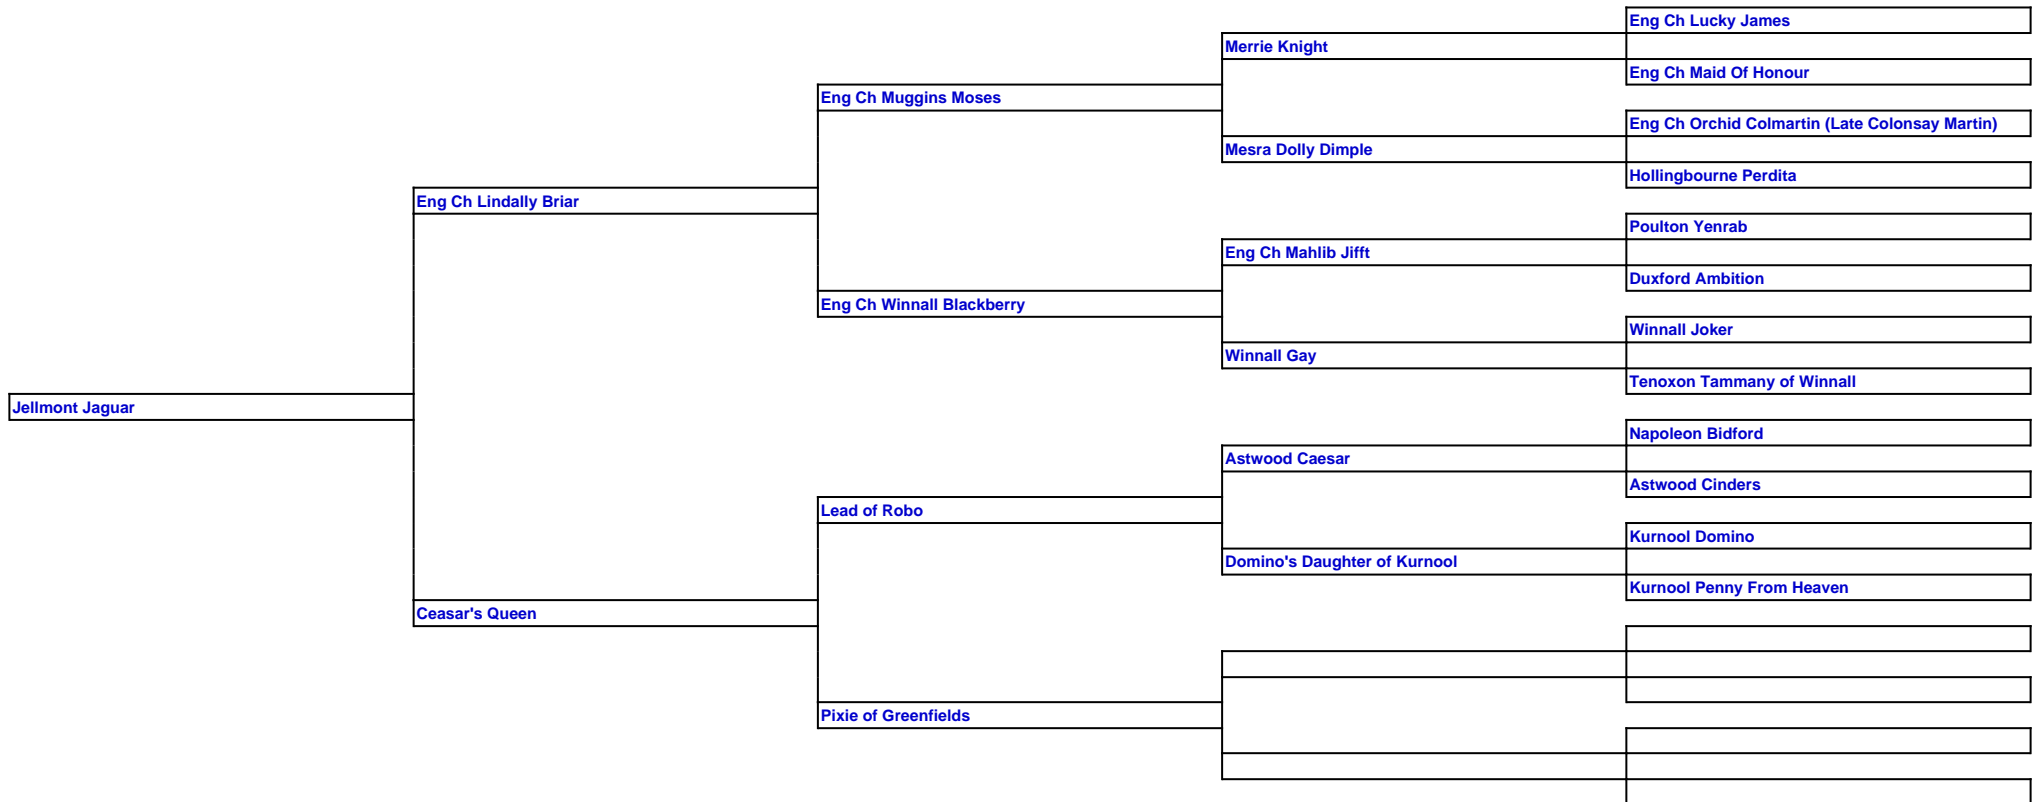 Eng Ch Lucky James
Merrie Knight
Eng Ch Maid Of Honour
Eng Ch Muggins Moses
Eng Ch Orchid Colmartin (Late Colonsay Martin)
Mesra Dolly Dimple
Hollingbourne Perdita
Eng Ch Lindally Briar
Poulton Yenrab
Eng Ch Mahlib Jifft
Duxford Ambition
Eng Ch Winnall Blackberry
Winnall Joker
Winnall Gay
Tenoxon Tammany of Winnall
Jellmont Jaguar
Napoleon Bidford
Astwood Caesar
Astwood Cinders
Lead of Robo
Kurnool Domino
Domino's Daughter of Kurnool
Kurnool Penny From Heaven
Ceasar's Queen
Pixie of Greenfields